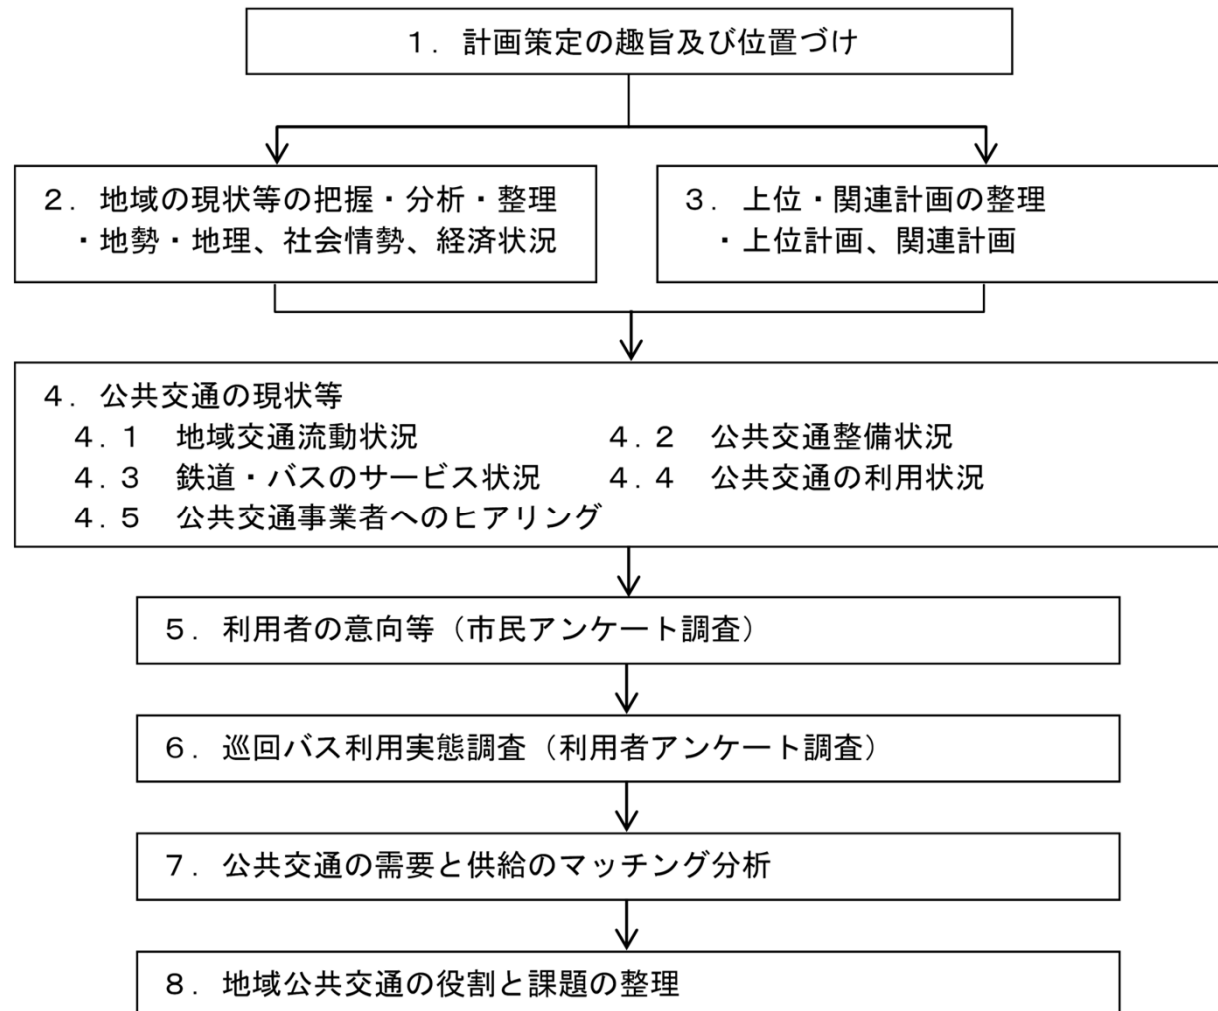 １．計画策定の趣旨及び位置づけ
２．地域の現状等の把握・分析・整理
・地勢・地理、社会情勢、経済状況
３．上位・関連計画の整理
・上位計画、関連計画
４．公共交通の現状等
４.１　地域交通流動状況　４.２　公共交通整備状況
４.３　鉄道・バスのサービス状況　４.４　公共交通の利用状況
４.５　公共交通事業者へのヒアリング
５．利用者の意向等（市民アンケート調査）
６．巡回バス利用実態調査（利用者アンケート調査）
７．公共交通の需要と供給のマッチング分析
８．地域公共交通の役割と課題の整理